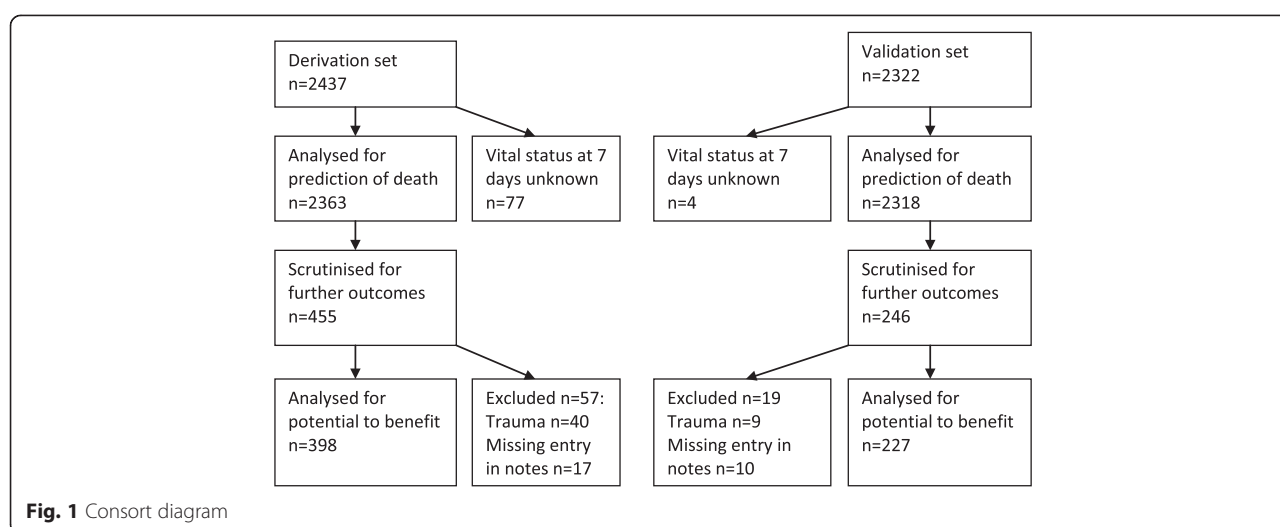 Derivation set
n=2437
Validation set
n=2322
Analysed for
prediction of death
n=2363
Vital status at 7
days unknown
n=77
Vital status at 7
days unknown
n=4
Analysed for
prediction of death
n=2318
Scrutinised for
further outcomes
n=455
Scrutinised for
further outcomes
n=246
Analysed for
potential to benefit
n=398
Excluded n=57:
Trauma n=40
Missing entry
in notes n=17
Excluded n=19
Trauma n=9
Missing entry in
notes n=10
Analysed for
potential to benefit
n=227
Fig. 1 Consort diagram